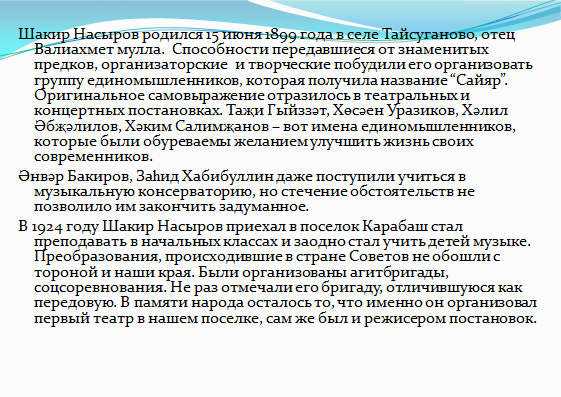 Шакир Насыров родился 15 июня 1899 года в селе Тайсуганово, отец
Валиахмет мулла. Способности передавшиеся от знаменитых
предков, организаторские и творческие побудили его организовать
группу единомышленников, которая получила название “Сайяр”.
Оригинальное самовыражение отразилось в театральных и
концертных постановках. Таҗи Гыйззәт, Хөсәен Уразиков, Хәлил
Әбҗәлилов, Хәким Салимҗанов – вот имена единомышленников,
которые были обуреваемы желанием улучшить жизнь своих
современников.
Әнвәр Бакиров, Заһид Хабибуллин даже поступили учиться в
музыкальную консерваторию, но стечение обстоятельств не
позволило им закончить задуманное.
В 1924 году Шакир Насыров приехал в поселок Карабаш стал
преподавать в начальных классах и заодно стал учить детей музыке.
Преобразования, происходившие в стране Советов не обошли с
тороной и наши края. Были организованы агитбригады,
соцсоревнования. Не раз отмечали его бригаду, отличившуюся как
передовую. В памяти народа осталось то, что именно он организовал
первый театр в нашем поселке, сам же был и режисером постановок.